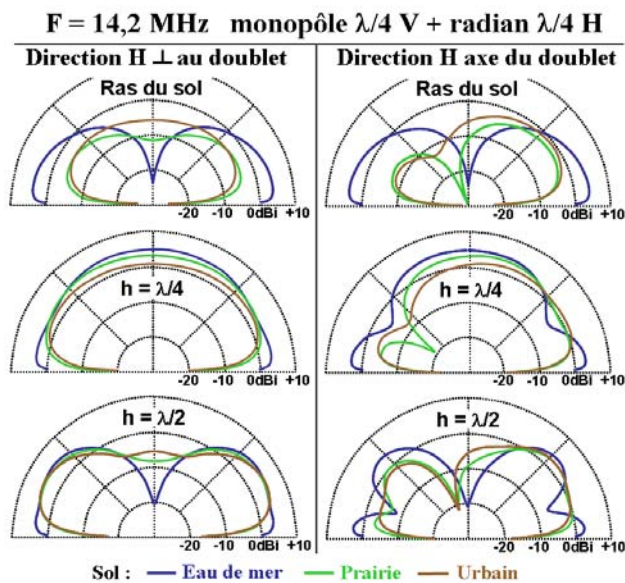 F = 14,2 MHz monopôle λ/4 V + radian λ/4 H
Direction H ⊥ au doublet
Direction H axe du doublet
Ras du sol
Ras du sol
-20 -10 0dBi +10
-20 -10 0dBi +10
h = λ/4
h = λ/4
-20 -10 0dBi +10
-20 -10 0dBi +10
h = λ/2
h = λ/2
-20 -10 0dBi +10
-20 -10 0dBi +10
Sol : Eau de mer Prairie Urbain